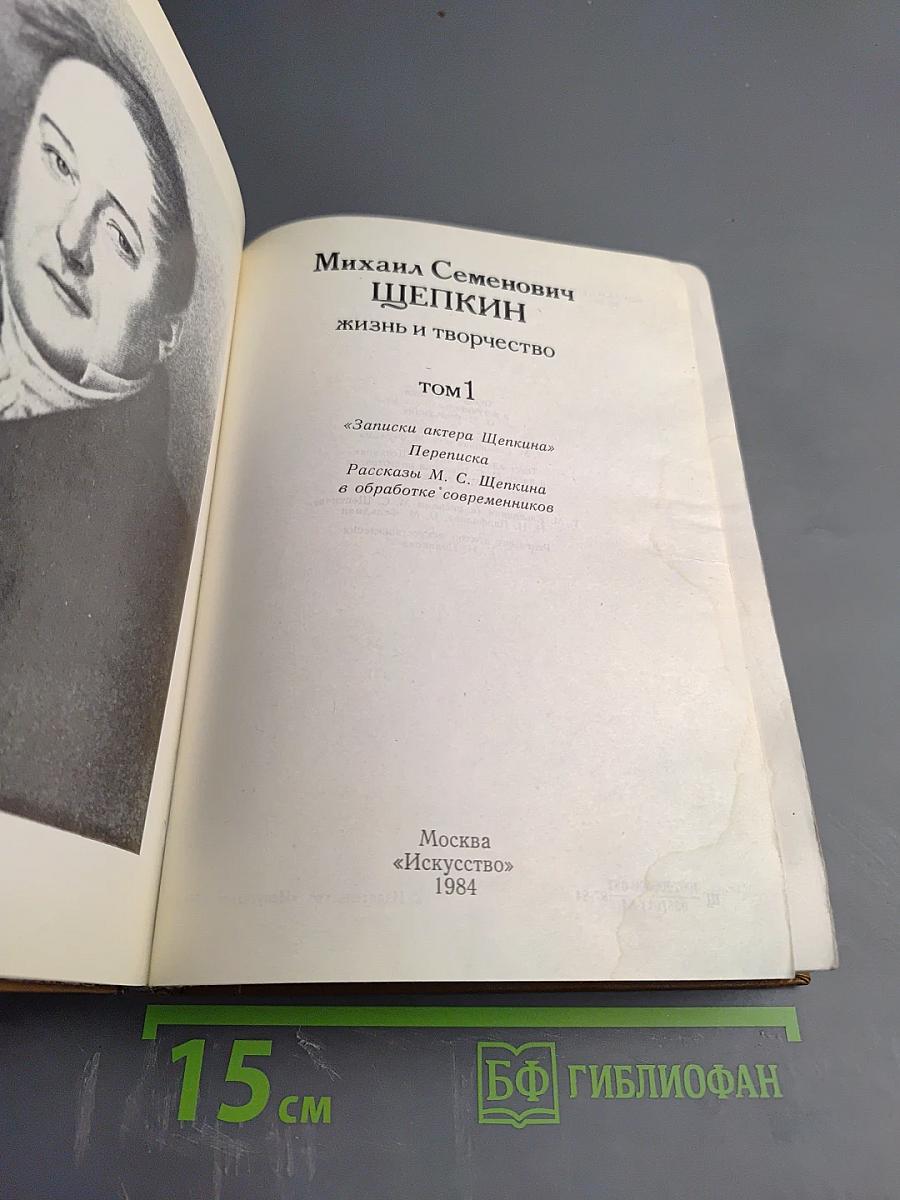 Михаил Семенович
ЩЕПКИН
жизнь и творчество
том 1
«Записки актера Щепкина»
Переписка
Рассказы М. С. Щепкина
в обработке современников
Москва
«Искусство»
1984
15 см
БФ ГИБЛИОФАН